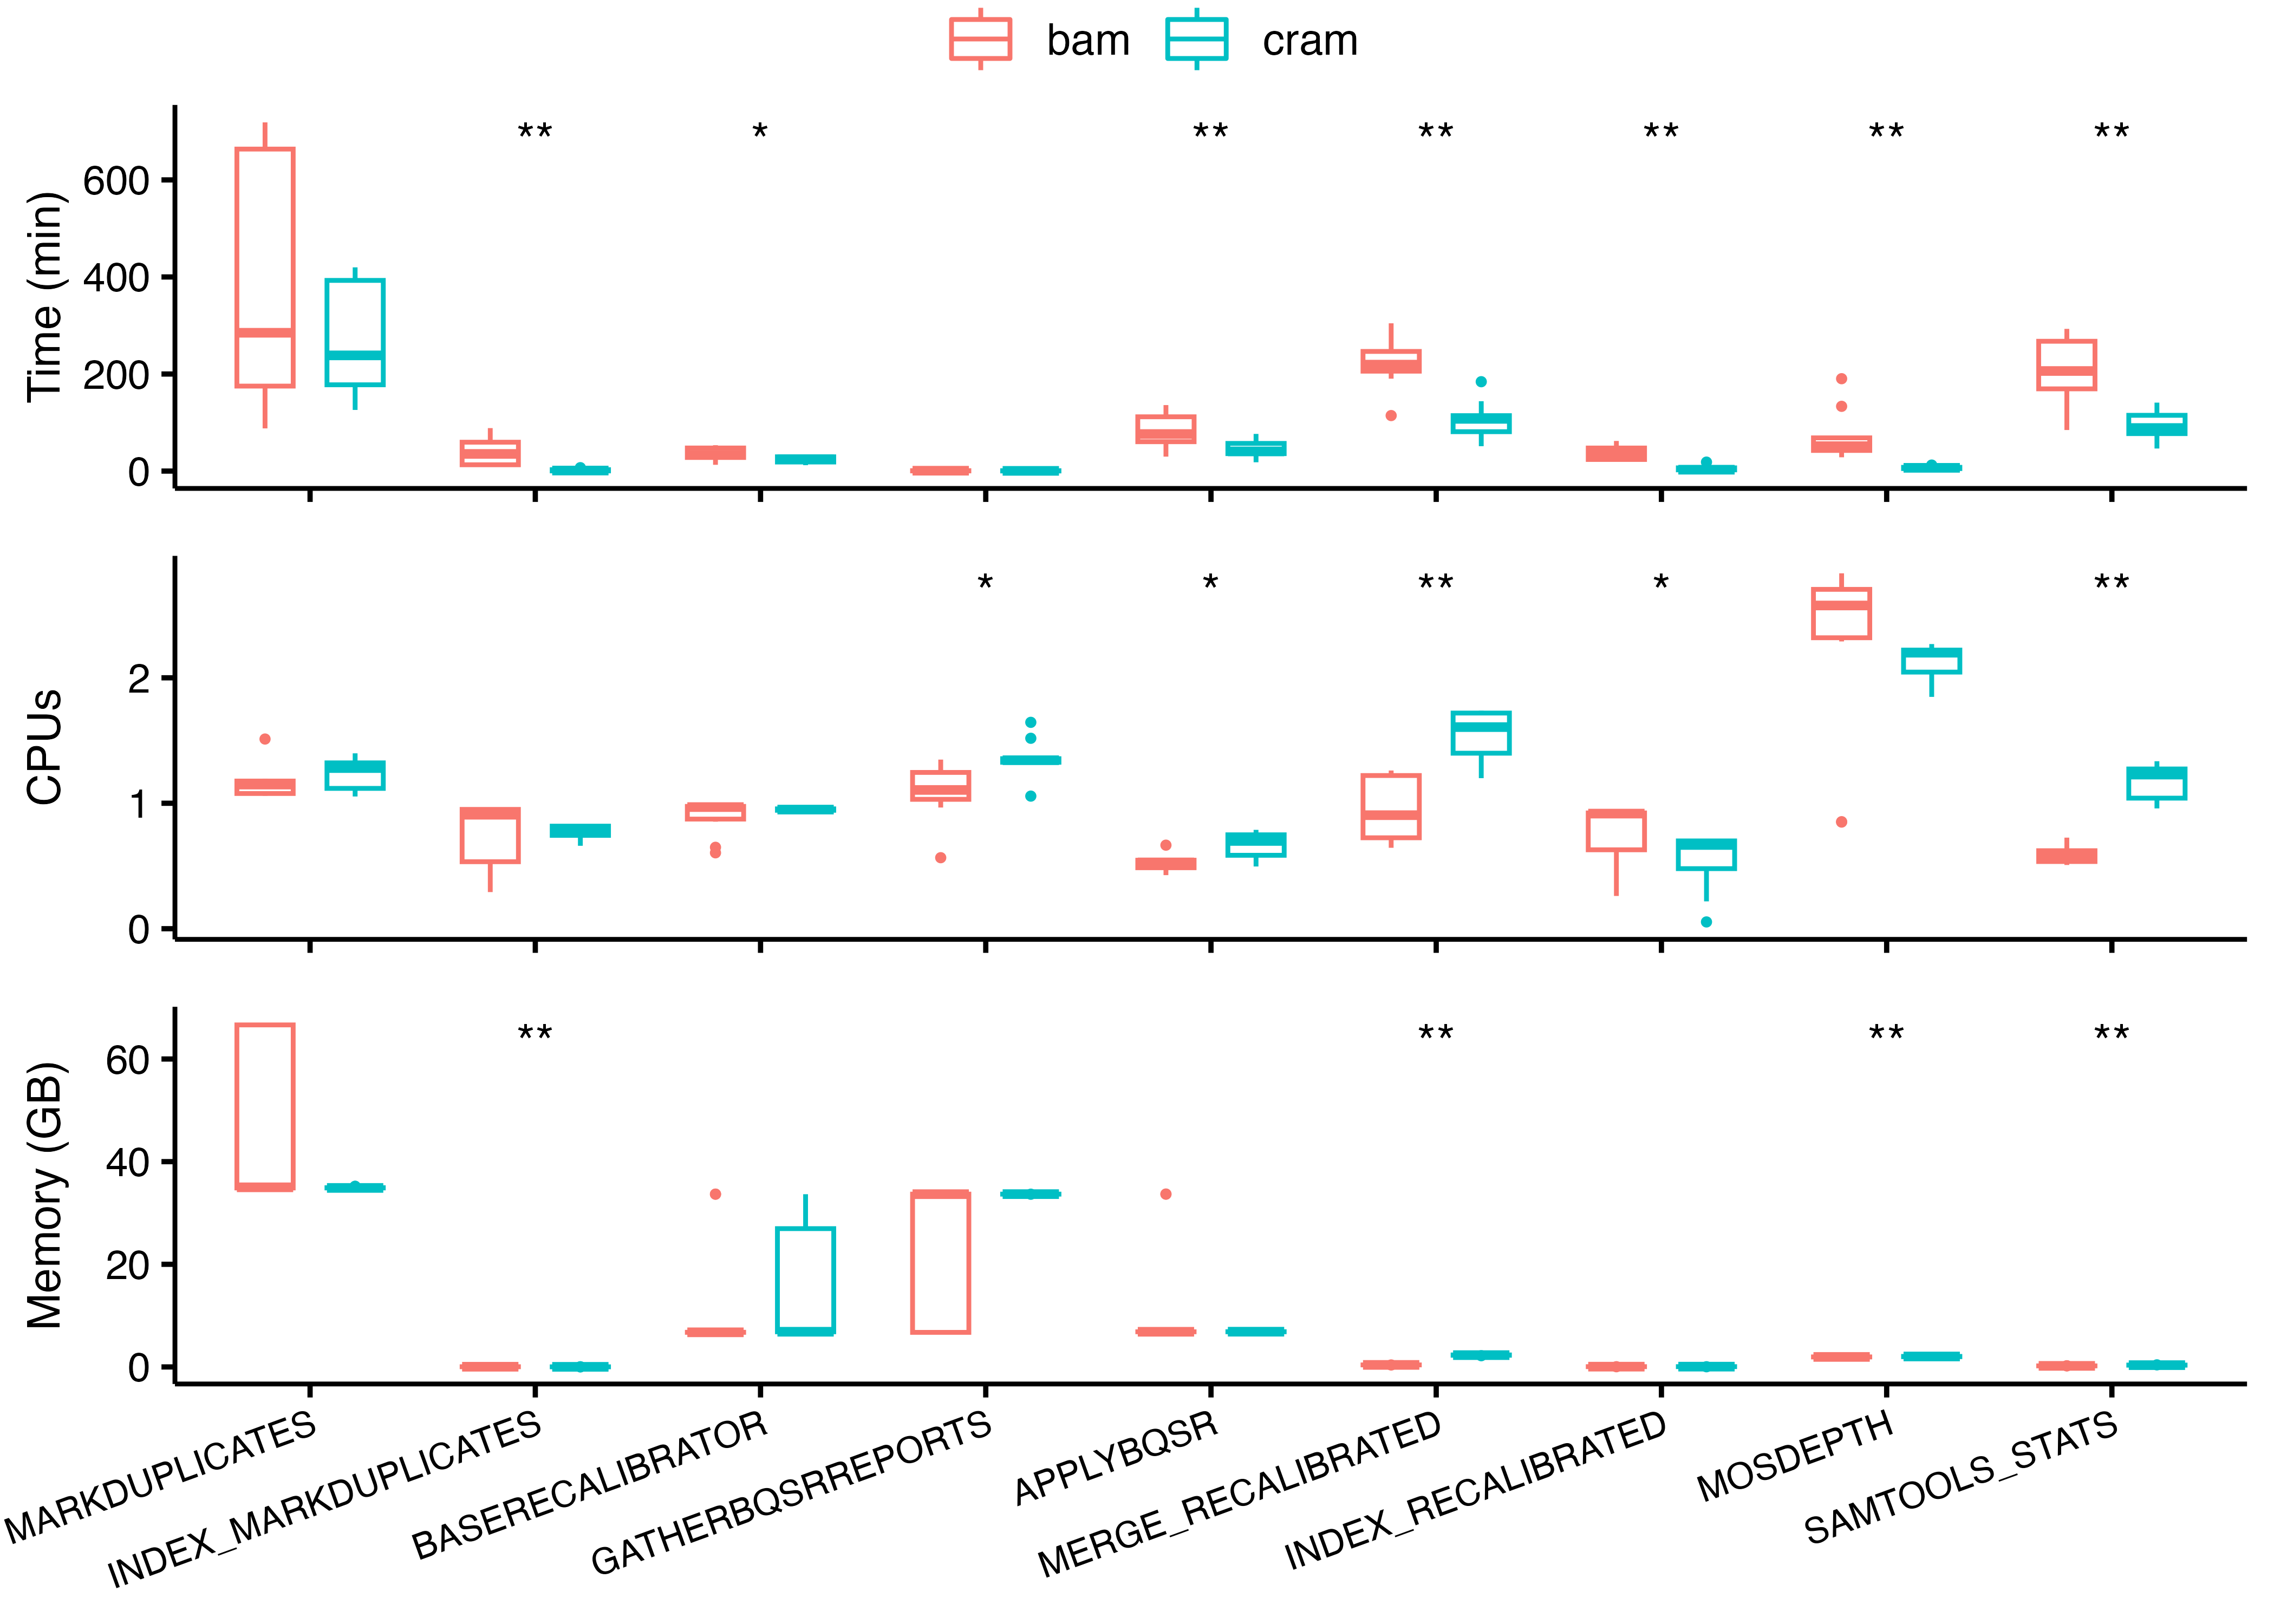 bam cram
** * ** ** ** ** **
600
400
200
0
Time (min)
* * ** * **
2
1
0
CPUs
** ** ** **
60
40
20
0
Memory (GB)
MARKDUPLICATES
INDEX_MARKDUPLICATES
BASERECALIBRATOR
GATHERBQSRREPORTS
APPLYBQSR
MERGE_RECALIBRATED
INDEX_RECALIBRATED
MOSDEPTH
SAMTOOLS_STATS